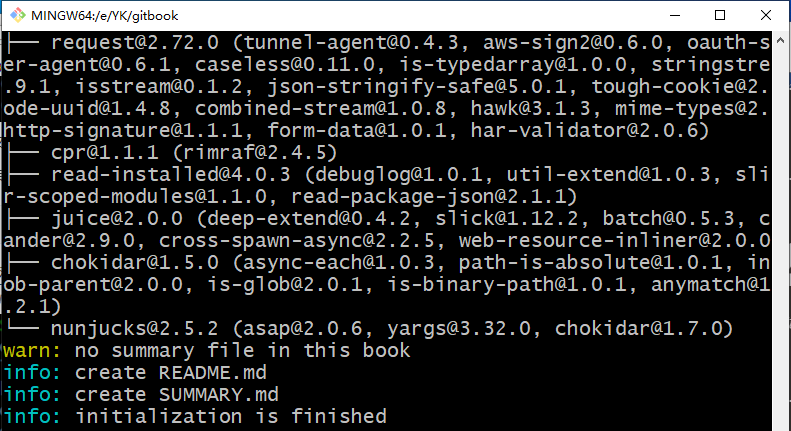 MINGW64:/e/YK/gitbook
├── request@2.72.0 (tunnel-agent@0.4.3, aws-sign2@0.6.0, oauth-s
er-agent@0.6.1, caseless@0.11.0, is-typedarray@1.0.0, stringstre
.9.1, isstream@0.1.2, json-stringify-safe@5.0.1, tough-cookie@2.
ode-uuid@1.4.8, combined-stream@1.0.8, hawk@3.1.3, mime-types@2.
http-signature@1.1.1, form-data@1.0.1, har-validator@2.0.6)
├── cpr@1.1.1 (rimraf@2.4.5)
├── read-installed@4.0.3 (debuglog@1.0.1, util-extend@1.0.3, sli
r-scoped-modules@1.1.0, read-package-json@2.1.1)
├── juice@2.0.0 (deep-extend@0.4.2, slick@1.12.2, batch@0.5.3, c
ander@2.9.0, cross-spawn-async@2.2.5, web-resource-inliner@2.0.0
├── chokidar@1.5.0 (async-each@1.0.3, path-is-absolute@1.0.1, in
ob-parent@2.0.0, is-glob@2.0.1, is-binary-path@1.0.1, anymatch@1
.2.1)
└── nunjucks@2.5.2 (asap@2.0.6, yargs@3.32.0, chokidar@1.7.0)
warn: no summary file in this book
info: create README.md
info: create SUMMARY.md
info: initialization is finished